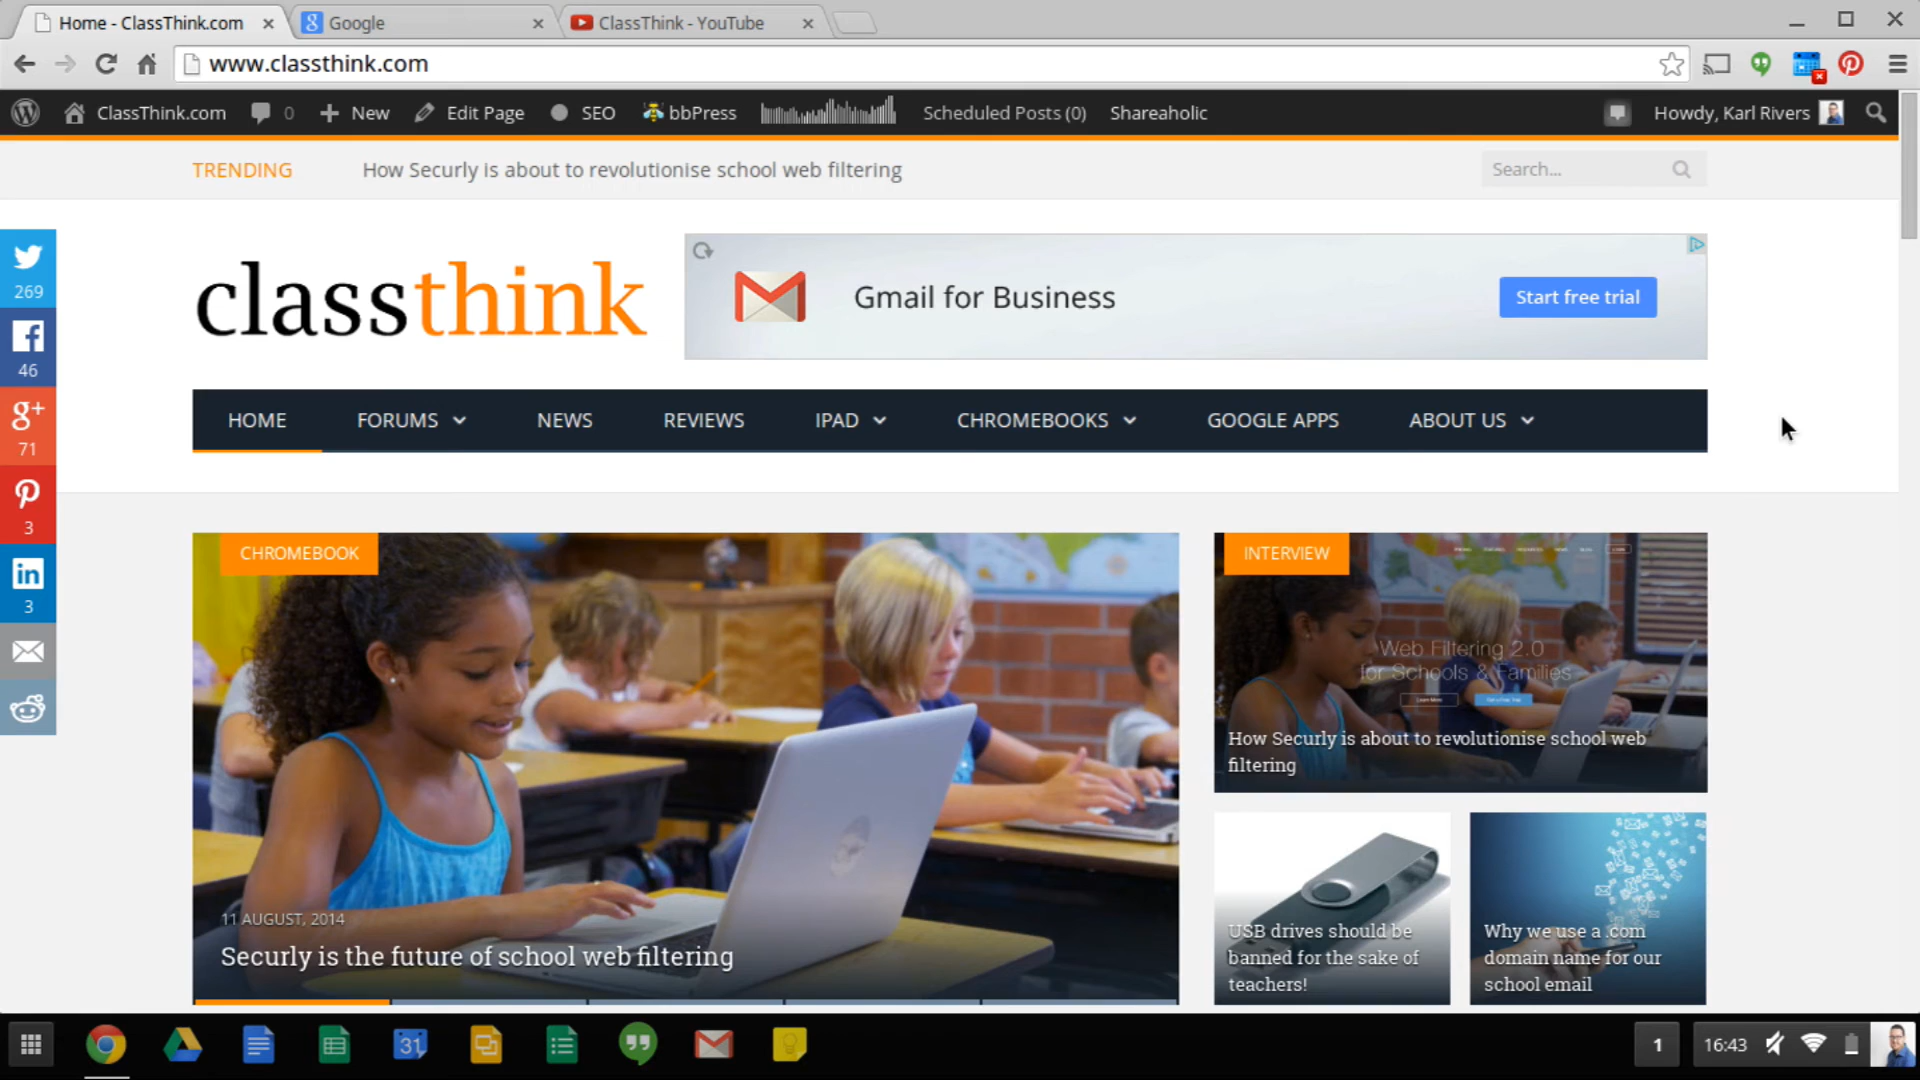 Home - ClassThink.com
Google
ClassThink - YouTube
www.classthink.com
ClassThink.com
0
New
Edit Page
SEO
bbPress
Scheduled Posts (0)
Shareaholic
Howdy, Karl Rivers
TRENDING
How Securly is about to revolutionise school web filtering
Search...
269
46
g+
71
3
in
3
classthink
Gmail for Business
Start free trial
HOME
FORUMS
NEWS
REVIEWS
IPAD
CHROMEBOOKS
GOOGLE APPS
ABOUT US
CHROMEBOOK
11 AUGUST, 2014
Securly is the future of school web filtering
INTERVIEW
Web Filtering 2.0
for Schools & Families
Learn More
How Securly is about to revolutionise school web
filtering
USB drives should be
banned for the sake of
teachers!
Why we use a .com
domain name for our
school email
31
1
16:43